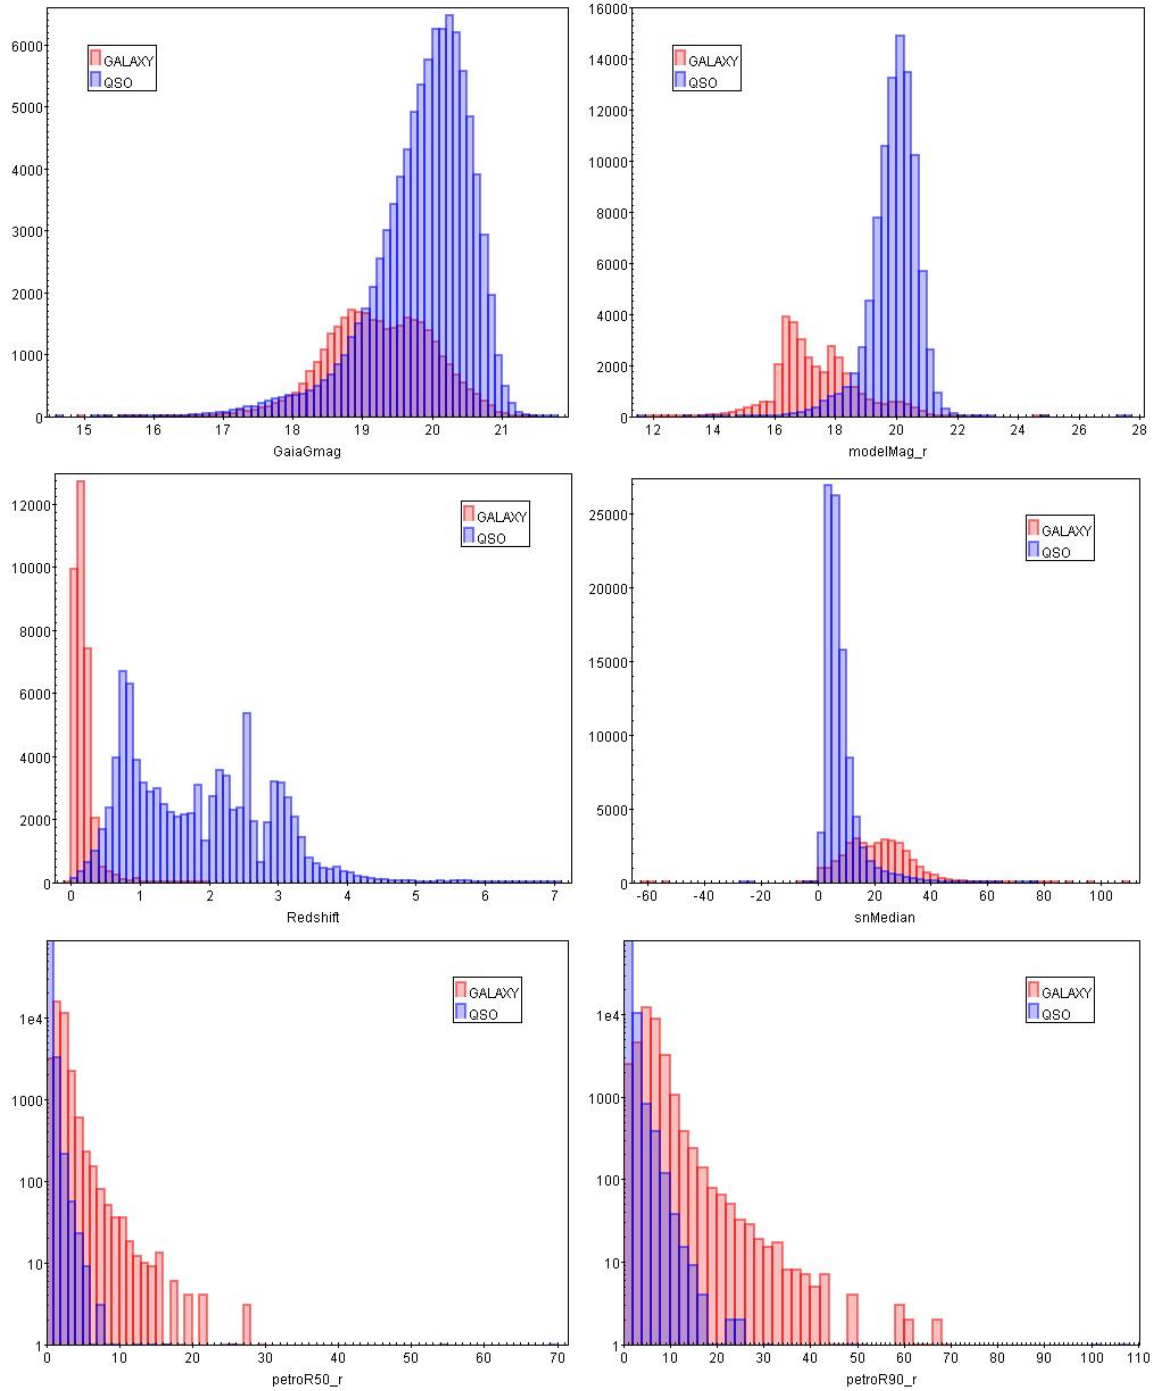 6000
5000
4000
3000
2000
1000
0
GALAXY
QSO
15 16 17 18 19 20 21
GaiaGmag
16000
14000
12000
10000
8000
6000
4000
2000
0
GALAXY
QSO
12 14 16 18 20 22 24 26 28
modelMag_r
12000
10000
8000
6000
4000
2000
0
GALAXY
QSO
0 1 2 3 4 5 6 7
Redshift
25000
20000
15000
10000
5000
0
GALAXY
QSO
-60 -40 -20 0 20 40 60 80 100
snMedian
1e4
1000
100
10
1
GALAXY
QSO
0 10 20 30 40 50 60 70
petroR50_r
1e4
1000
100
10
1
GALAXY
QSO
0 10 20 30 40 50 60 70 80 90 100 110
petroR90_r